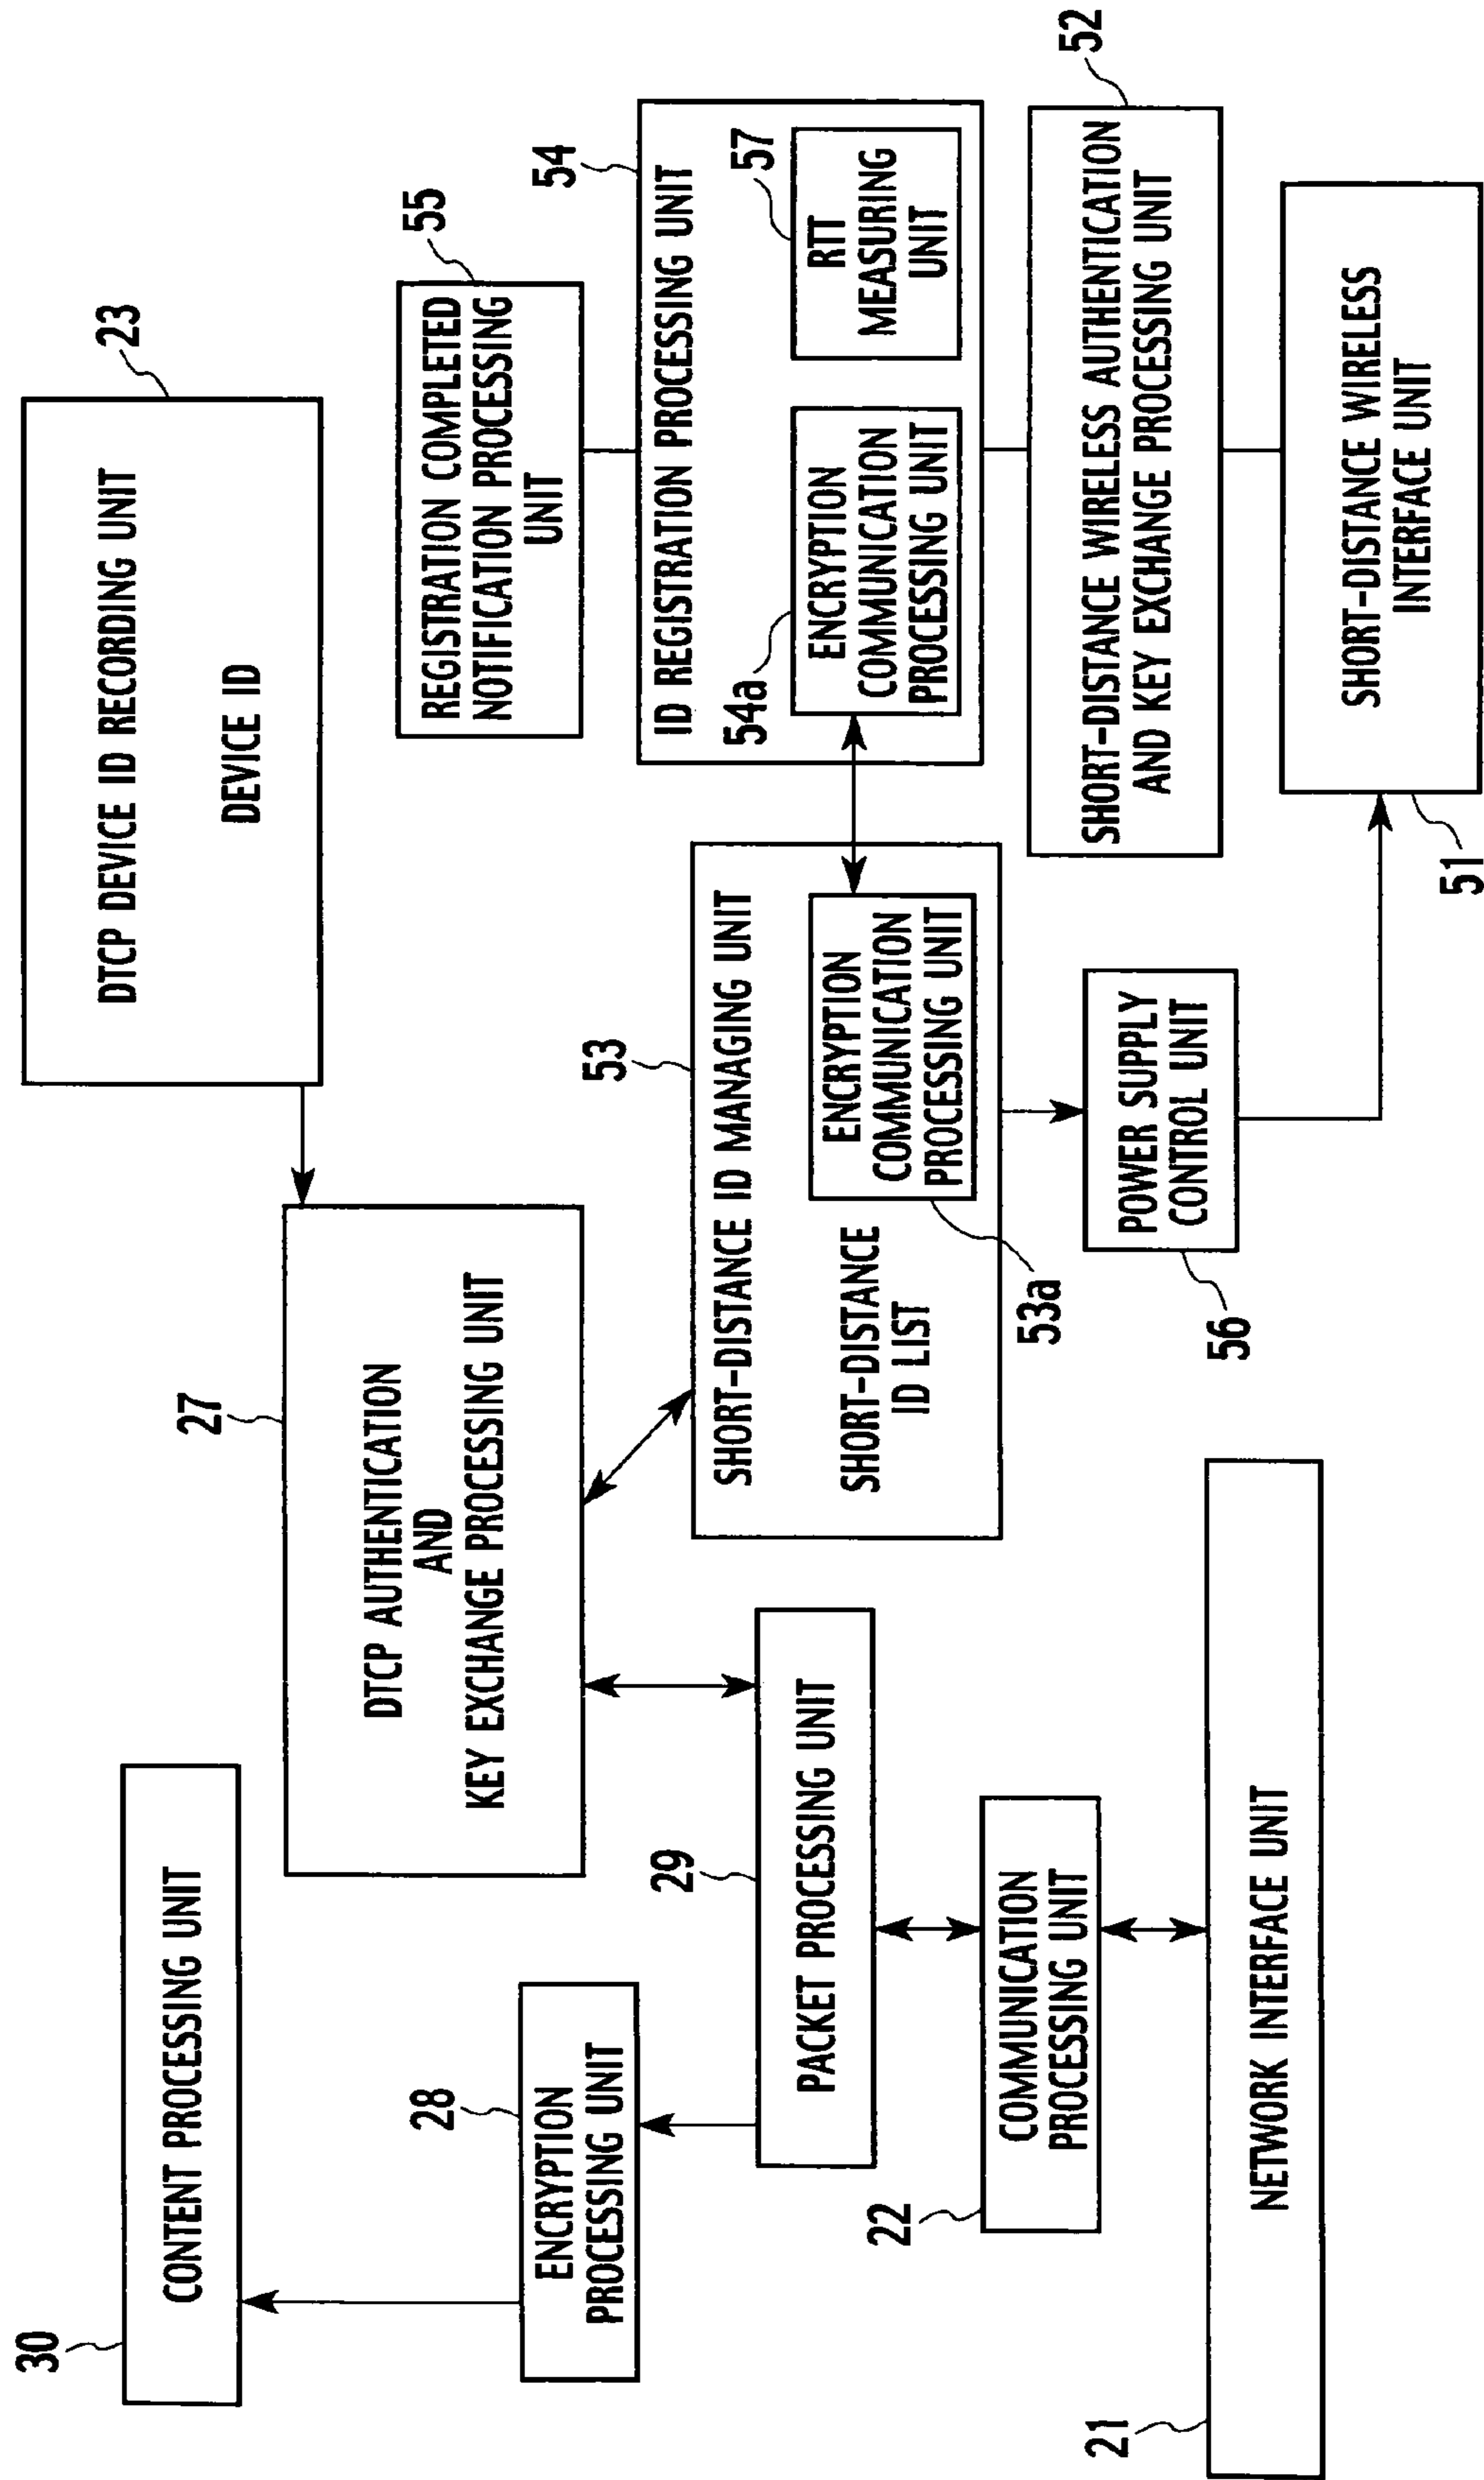 30
CONTENT PROCESSING UNIT
23
DTCP DEVICE ID RECORDING UNIT
DEVICE ID
27
DTCP AUTHENTICATION
AND
KEY EXCHANGE PROCESSING UNIT
28
ENCRYPTION
PROCESSING UNIT
55
REGISTRATION COMPLETED
NOTIFICATION PROCESSING
UNIT
29
PACKET PROCESSING UNIT
53
SHORT-DISTANCE ID MANAGING UNIT
SHORT-DISTANCE
ID LIST
ENCRYPTION
COMMUNICATION
PROCESSING UNIT
53a
54
ID REGISTRATION PROCESSING UNIT
54a
ENCRYPTION
COMMUNICATION
PROCESSING UNIT
57
RTT
MEASURING
UNIT
22
COMMUNICATION
PROCESSING UNIT
56
POWER SUPPLY
CONTROL UNIT
52
SHORT-DISTANCE WIRELESS AUTHENTICATION
AND KEY EXCHANGE PROCESSING UNIT
21
NETWORK INTERFACE UNIT
51
SHORT-DISTANCE WIRELESS
INTERFACE UNIT